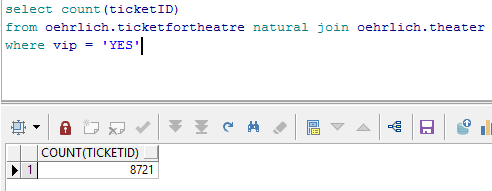 select count(ticketID)
from oehrlich.ticketfortheatre natural join oehrlich.theater
where vip = 'YES'
COUNT(TICKETID)
1 8721